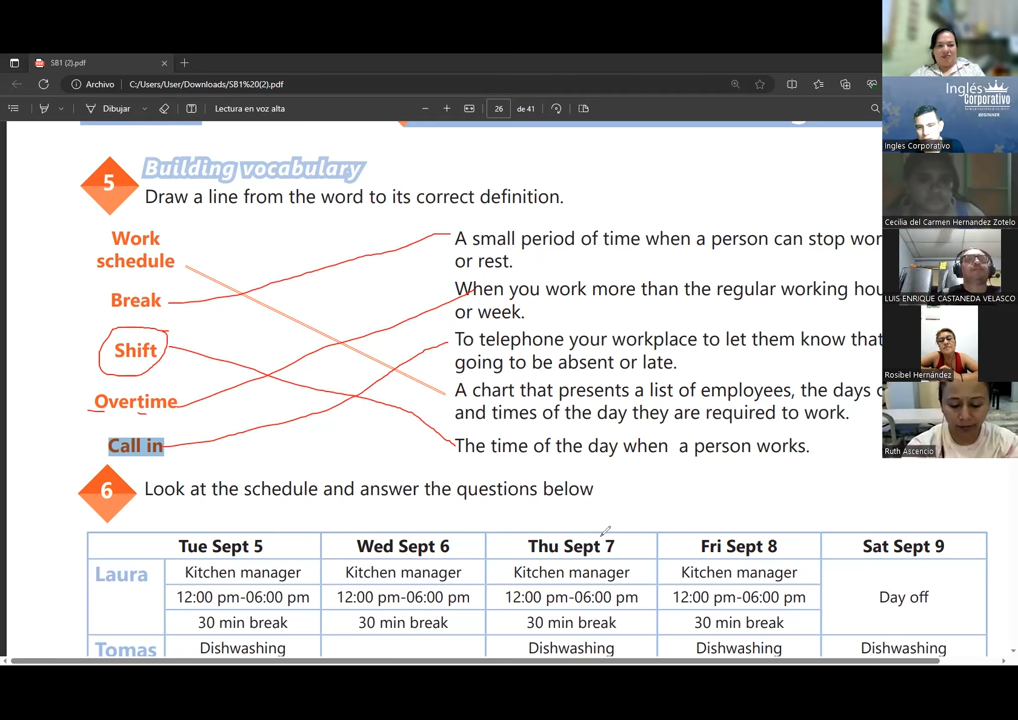 SB1 (2).pdf
Archivo C:/Users/User/Downloads/SB1%20(2).pdf
Dibujar Lectura en voz alta 26 de 41
5 Building vocabulary
Draw a line from the word to its correct definition.
Work
schedule
Break
Shift
Overtime
Call in
A small period of time when a person can stop wor
or rest.
When you work more than the regular working hou
or week.
To telephone your workplace to let them know that
going to be absent or late.
A chart that presents a list of employees, the days
and times of the day they are required to work.
The time of the day when a person works.
6 Look at the schedule and answer the questions below
Tue Sept 5 Wed Sept 6 Thu Sept 7 Fri Sept 8 Sat Sept 9
Laura Kitchen manager Kitchen manager Kitchen manager Kitchen manager
12:00 pm-06:00 pm 12:00 pm-06:00 pm 12:00 pm-06:00 pm 12:00 pm-06:00 pm Day off
30 min break 30 min break 30 min break 30 min break
Tomas Dishwashing Dishwashing Dishwashing Dishwashing
Inglés
Corporativo
BEGINNER
Ingles Corporativo
Cecilia del Carmen Hernandez Zotelo
LUIS ENRIQUE CASTANEDA VELASCO
Rosibel Hernández
Ruth Ascencio